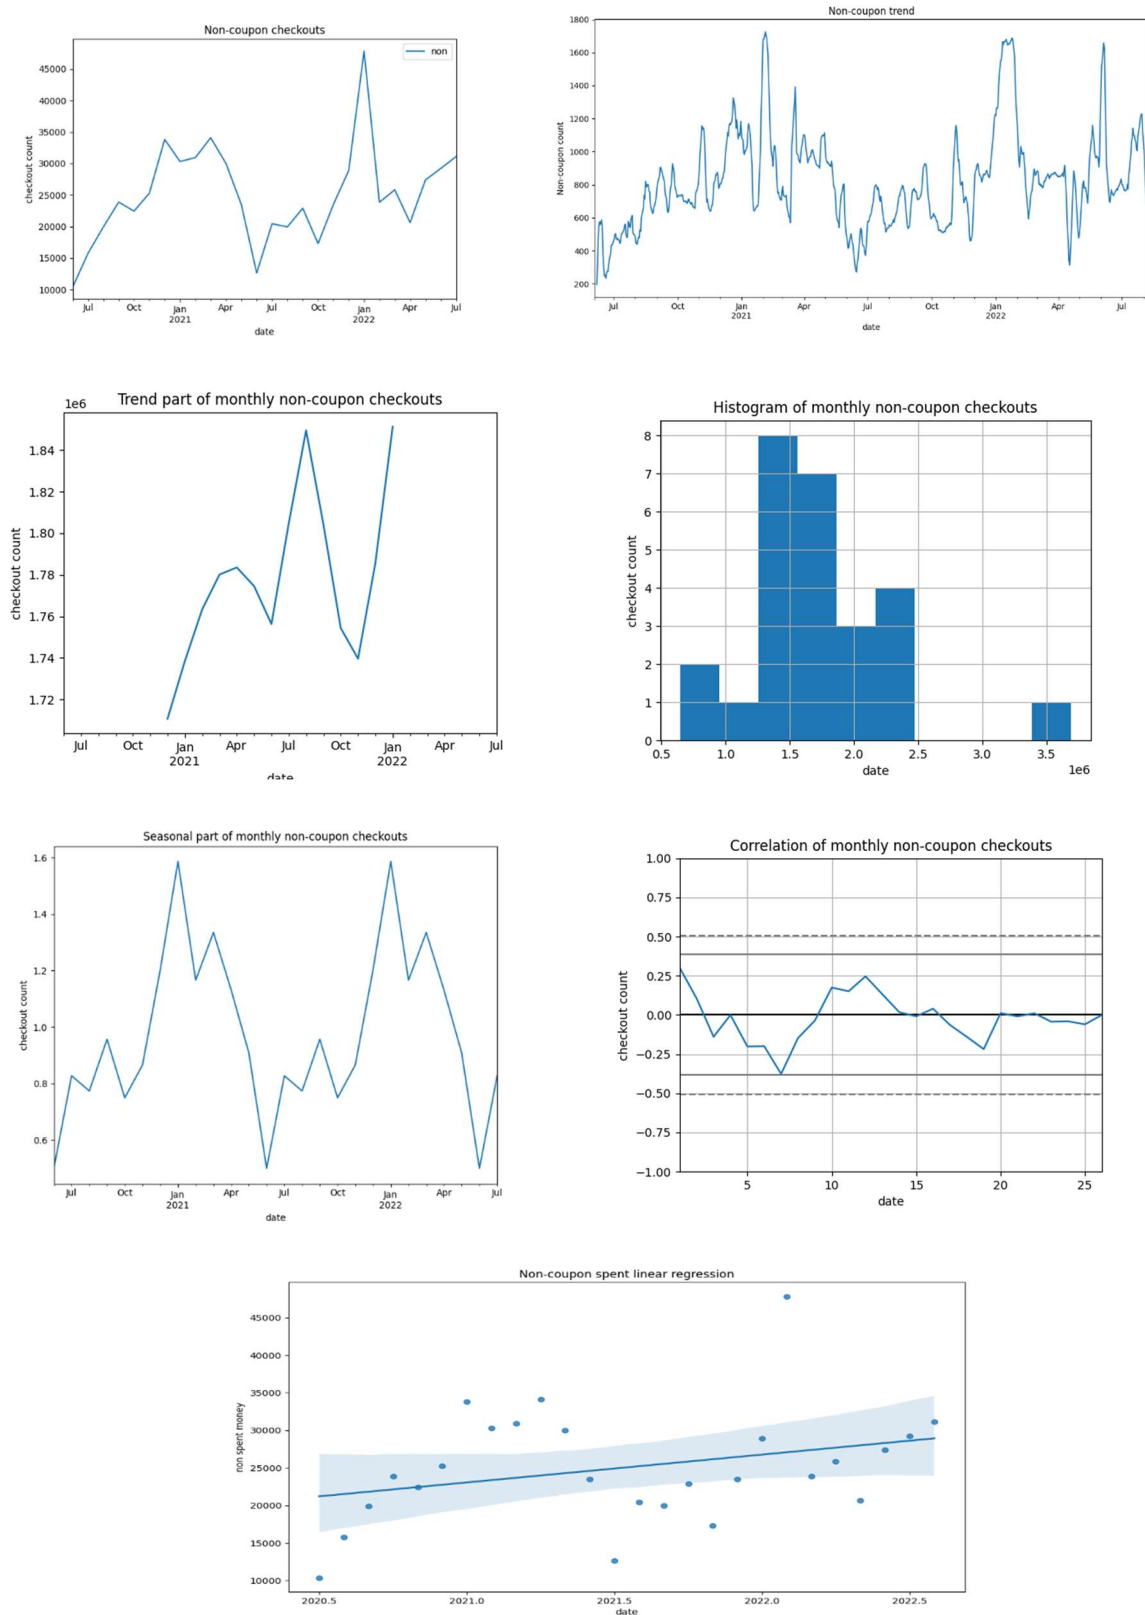 Non-coupon checkouts
non
checkout count
45000
40000
35000
30000
25000
20000
15000
10000
Jul
Oct
Jan
2021
Apr
Jul
Oct
Jan
2022
Apr
Jul
date
Non-coupon trend
Non-coupon count
1800
1600
1400
1200
1000
800
600
400
200
Jul
Oct
Jan
2021
Apr
Jul
Oct
Jan
2022
Apr
Jul
date
Trend part of monthly non-coupon checkouts
1e6
checkout count
1.84
1.82
1.80
1.78
1.76
1.74
1.72
Jul
Oct
Jan
2021
Apr
Jul
Oct
Jan
2022
Apr
Jul
date
Histogram of monthly non-coupon checkouts
checkout count
8
7
6
5
4
3
2
1
0
0.5
1.0
1.5
2.0
2.5
3.0
3.5
1e6
date
Seasonal part of monthly non-coupon checkouts
checkout count
1.6
1.4
1.2
1.0
0.8
0.6
Jul
Oct
Jan
2021
Apr
Jul
Oct
Jan
2022
Apr
Jul
date
Correlation of monthly non-coupon checkouts
checkout count
1.00
0.75
0.50
0.25
0.00
−0.25
−0.50
−0.75
−1.00
5
10
15
20
25
date
Non-coupon spent linear regression
non spent money
45000
40000
35000
30000
25000
20000
15000
10000
2020.5
2021.0
2021.5
2022.0
2022.5
date